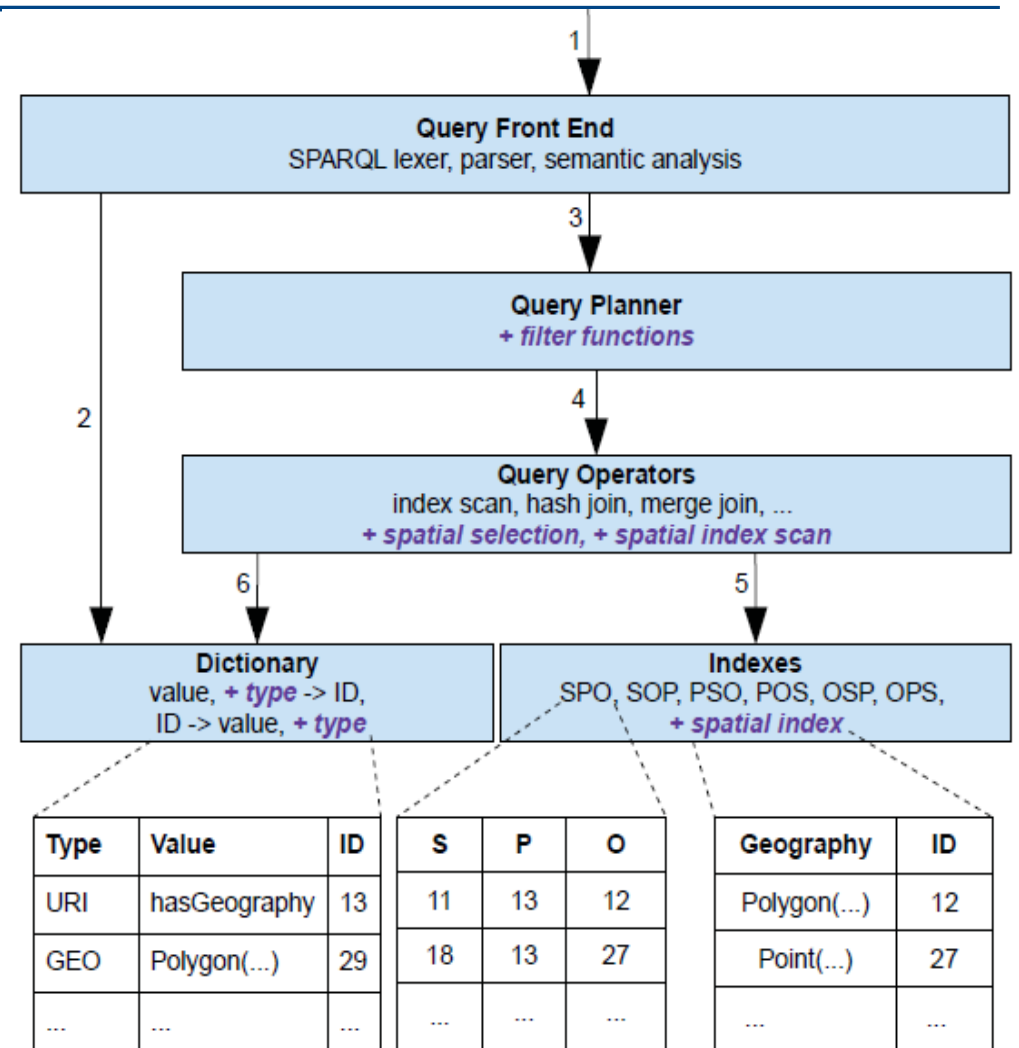 1
Query Front End
SPARQL lexer, parser, semantic analysis
3
Query Planner
+ filter functions
2
4
Query Operators
index scan, hash join, merge join, ...
+ spatial selection, + spatial index scan
6
5
Dictionary
value, + type -> ID,
ID -> value, + type
Indexes
SPO, SOP, PSO, POS, OSP, OPS,
+ spatial index
Type Value ID
URI hasGeography 13
GEO Polygon(...) 29
... ... ...
S P O
11 13 12
18 13 27
... ... ...
Geography ID
Polygon(...) 12
Point(...) 27
... ...